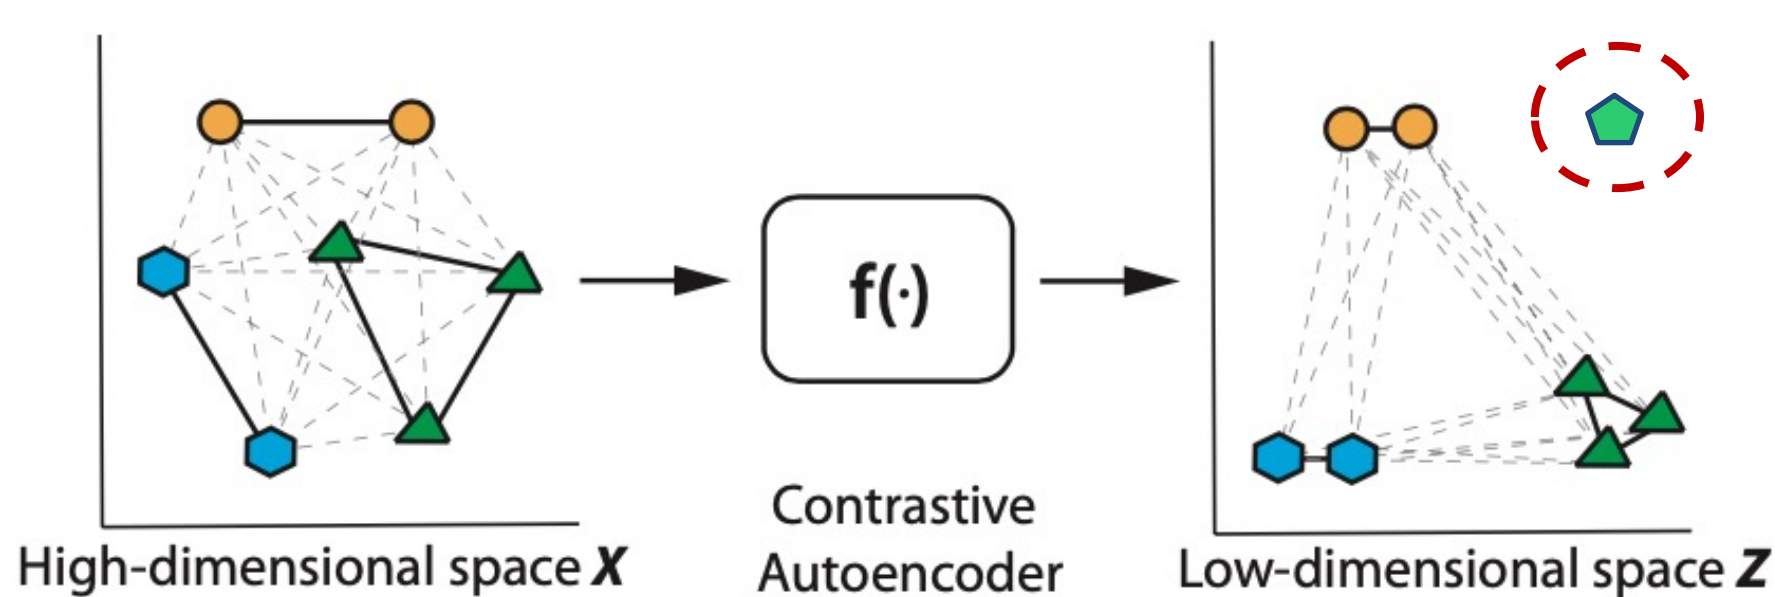 f(·)
Contrastive
Autoencoder
High-dimensional space X
Low-dimensional space Z